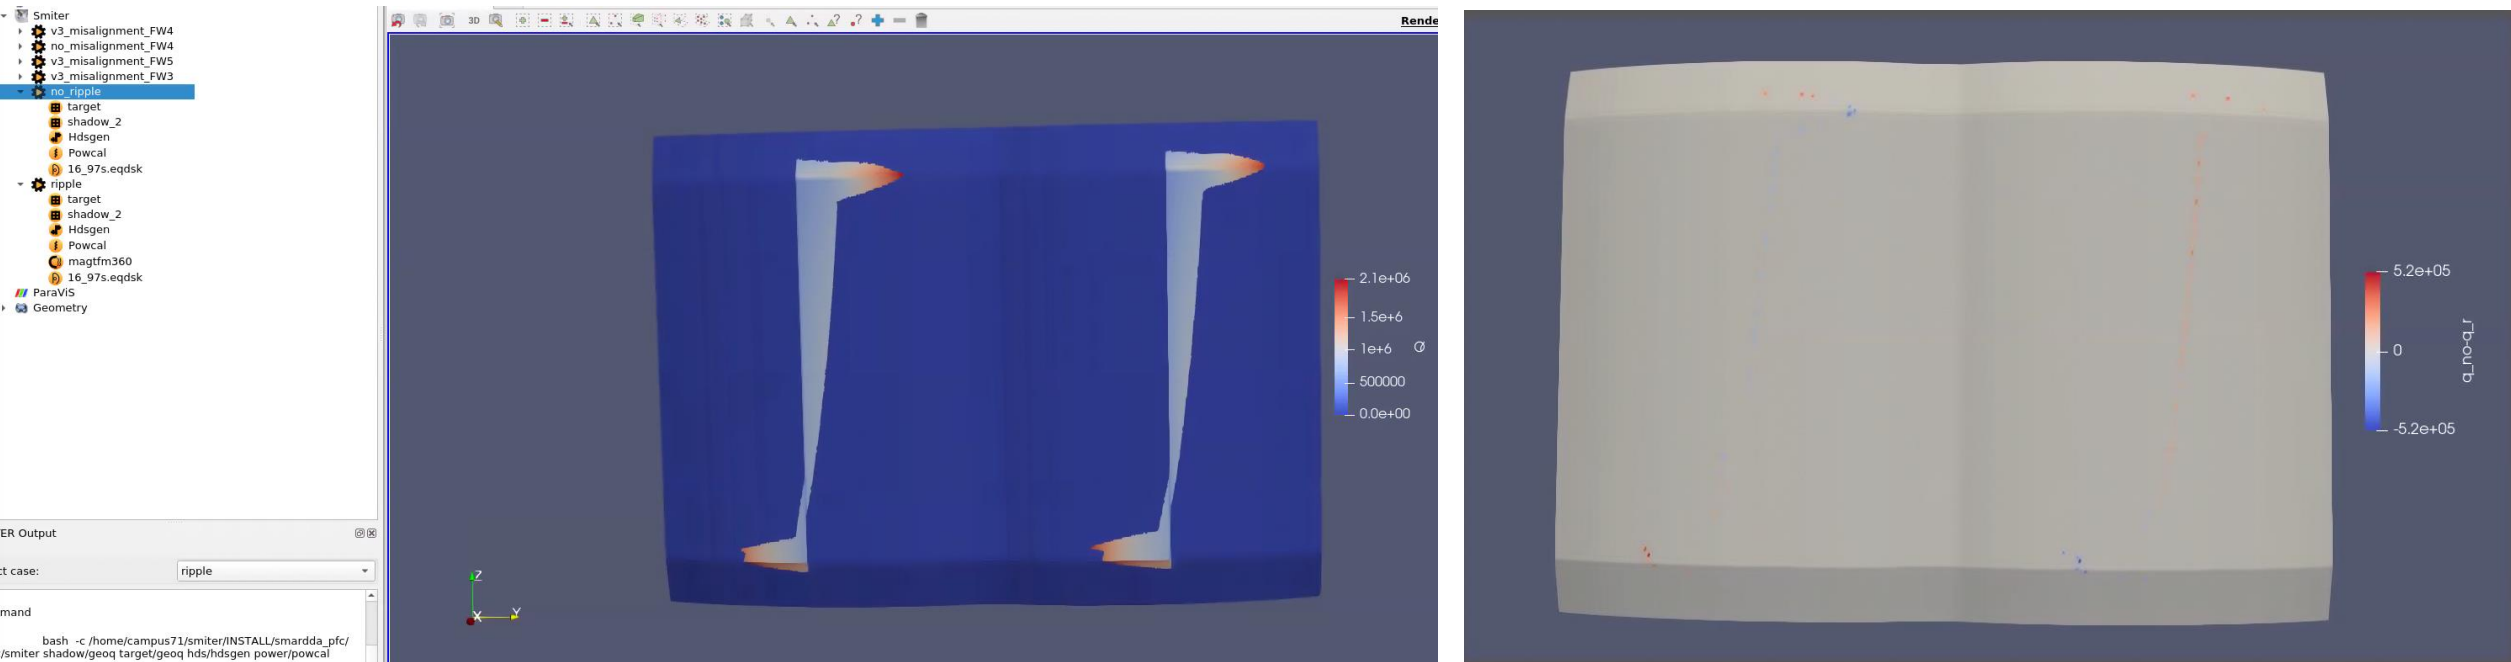 Smiter
v3_misalignment_FW4
no_misalignment_FW4
v3_misalignment_FW5
v3_misalignment_FW3
no_ripple
target
shadow_2
Hdsgen
Powcal
16_97s.eqdsk
ripple
target
shadow_2
Hdsgen
Powcal
magtfm360
16_97s.eqdsk
ParaViS
Geometry
ER Output
ct case:
ripple
mand
bash -c /home/campus71/smiter/INSTALL/smardda_pfc/
/smiter shadow/geoq target/geoq hds/hdsgen power/powcal
3D
Rende
2.1e+06
1.5e+6
1e+6
500000
0.0e+00
Q
Z
X
Y
5.2e+05
0
-5.2e+05
q_no-q_r